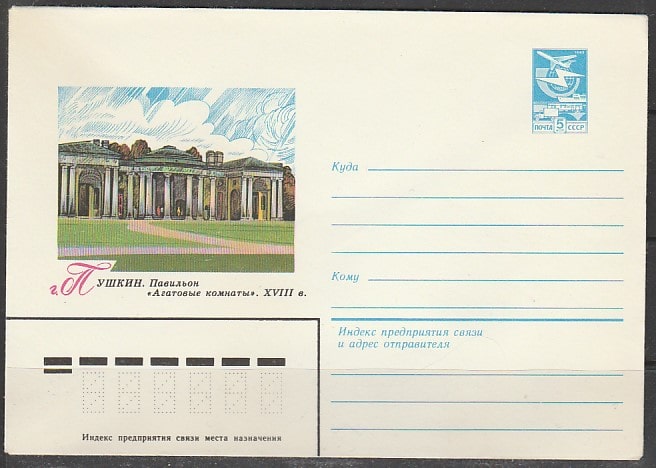 ПОЧТА 5 СССР
Куда
г. ПУШКИН. Павильон
«Агатовые комнаты». XVIII в.
Кому
Индекс предприятия связи
и адрес отправителя
Индекс предприятия связи места назначения